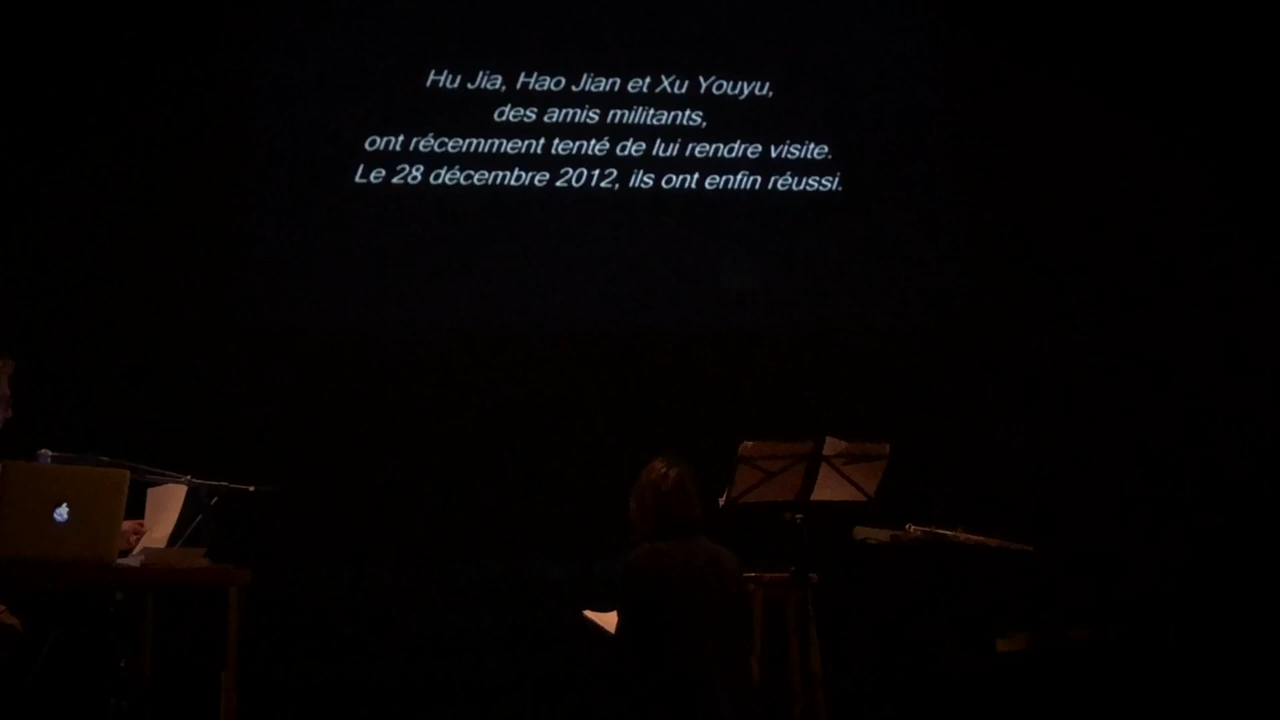 Hu Jia, Hao Jian et Xu Youyu,
des amis militants,
ont récemment tenté de lui rendre visite.
Le 28 décembre 2012, ils ont enfin réussi.